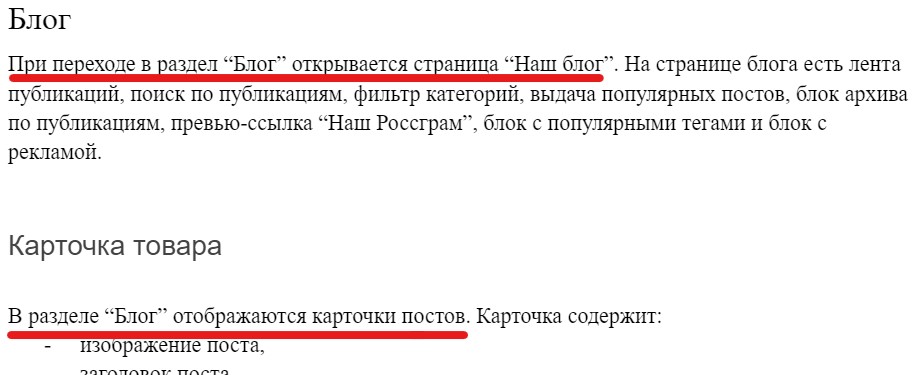 Блог
При переходе в раздел “Блог” открывается страница “Наш блог”. На странице блога есть лента
публикаций, поиск по публикациям, фильтр категорий, выдача популярных постов, блок архива
по публикациям, превью-ссылка “Наш Россграм”, блок с популярными тегами и блок с
рекламой.
Карточка товара
В разделе “Блог” отображаются карточки постов. Карточка содержит:
- изображение поста,
заголовок поста